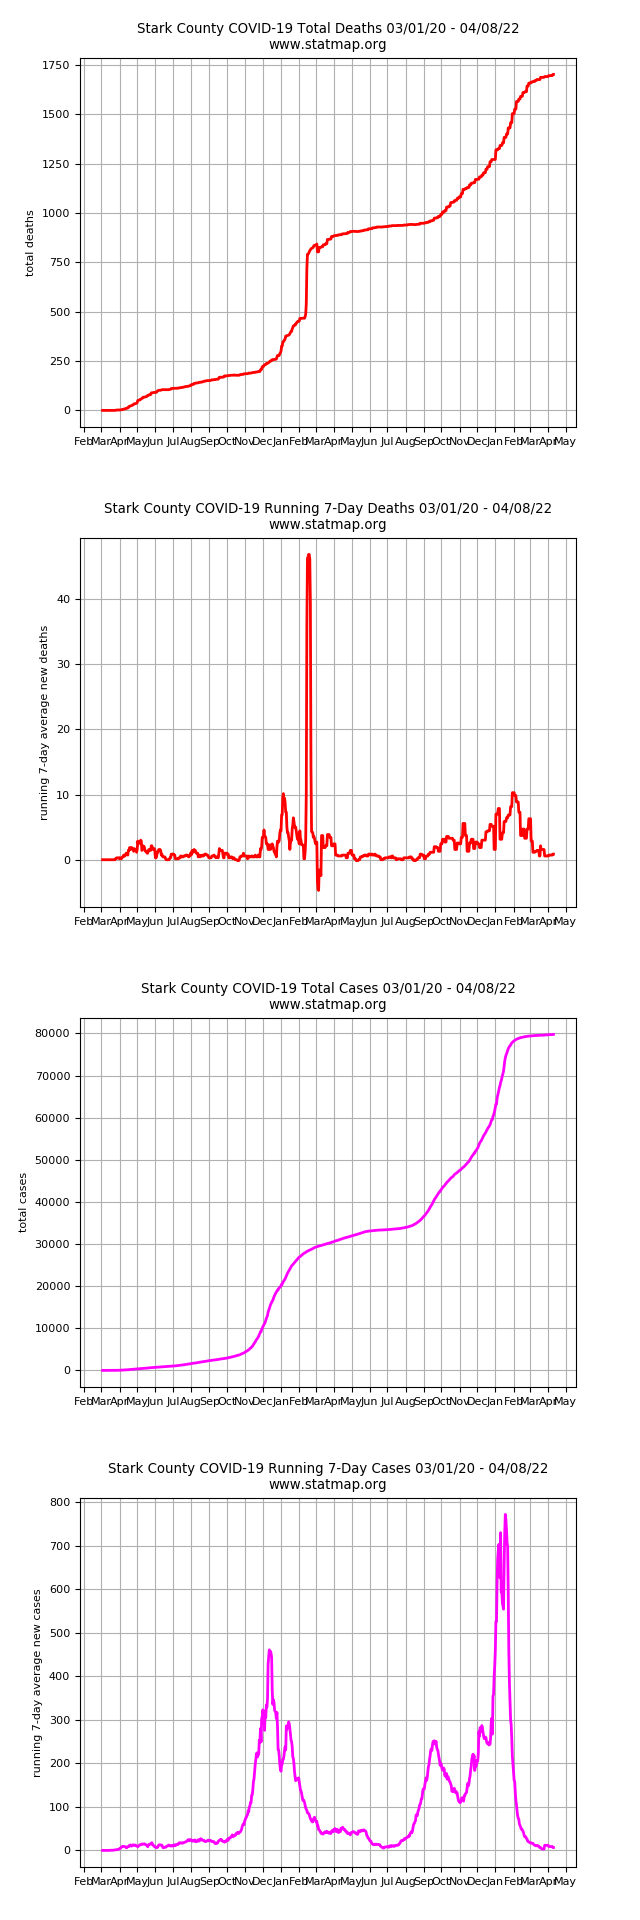 Stark County COVID-19 Total Deaths 03/01/20 - 04/08/22
www.statmap.org
1750
1500
1250
1000
750
500
250
0
total deaths
Feb Mar Apr May Jun Jul Aug Sep Oct Nov Dec Jan Feb Mar Apr May Jun Jul Aug Sep Oct Nov Dec Jan Feb Mar Apr May
Stark County COVID-19 Running 7-Day Deaths 03/01/20 - 04/08/22
www.statmap.org
40
30
20
10
0
running 7-day average new deaths
Feb Mar Apr May Jun Jul Aug Sep Oct Nov Dec Jan Feb Mar Apr May Jun Jul Aug Sep Oct Nov Dec Jan Feb Mar Apr May
Stark County COVID-19 Total Cases 03/01/20 - 04/08/22
www.statmap.org
80000
70000
60000
50000
40000
30000
20000
10000
0
total cases
Feb Mar Apr May Jun Jul Aug Sep Oct Nov Dec Jan Feb Mar Apr May Jun Jul Aug Sep Oct Nov Dec Jan Feb Mar Apr May
Stark County COVID-19 Running 7-Day Cases 03/01/20 - 04/08/22
www.statmap.org
800
700
600
500
400
300
200
100
0
running 7-day average new cases
Feb Mar Apr May Jun Jul Aug Sep Oct Nov Dec Jan Feb Mar Apr May Jun Jul Aug Sep Oct Nov Dec Jan Feb Mar Apr May